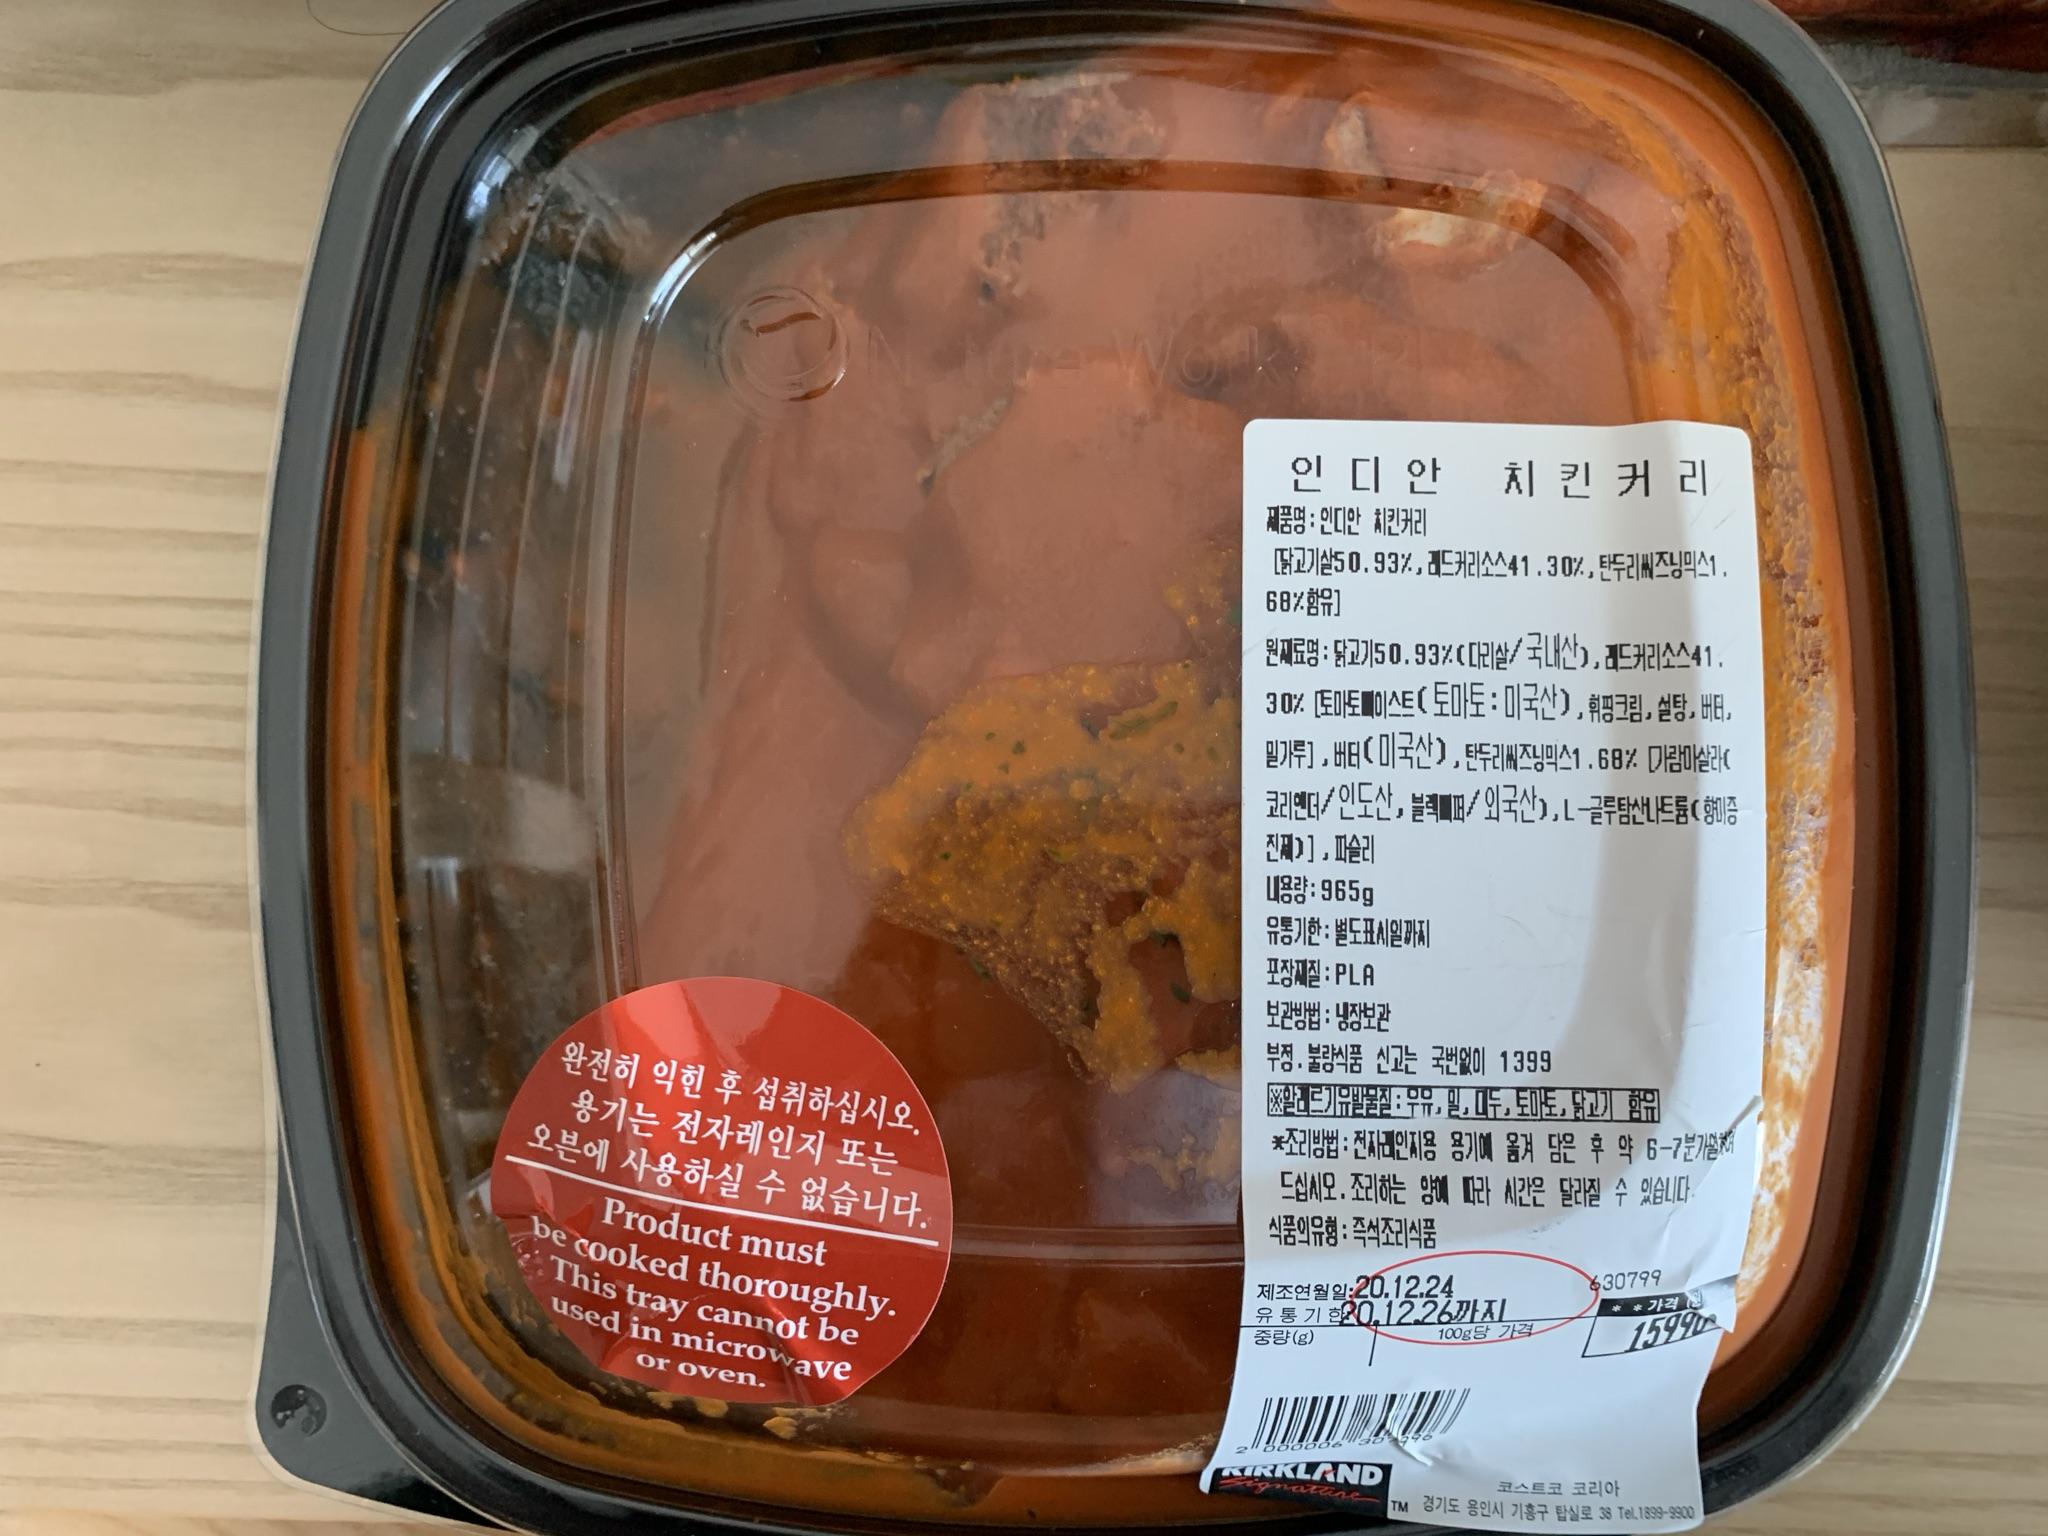 Nature Works PLA
인디안 치킨커리
제품명:인디안 치킨커리
[닭고기살50.93%,레드커리소스41.30%,탄두리씨즈닝믹스1.
68%함유]
원재료명:닭고기50.93%(다리살/국내산),레드커리소스41.
30% [토마토페이스트(토마토:미국산),휘핑크림,설탕,버터,
밀가루],버터(미국산),탄두리씨즈닝믹스1.68% [가람마살라(
코리엔더/인도산,블랙페퍼/외국산),L-글루탐산나트륨(향미증
진제)],파슬리
내용량:965g
유통기한:별도표시일까지
포장재질:PLA
보관방법:냉장보관
부정.불량식품 신고는 국번없이 1399
※알레르기유발물질:우유,밀,대두,토마토,닭고기 함유
*조리방법:전자레인지용 용기에 옮겨 담은 후 약 6-7분가열하여
드십시오.조리하는 양에 따라 시간은 달라질 수 있습니다.
식품의유형:즉석조리식품
제조연월일:20.12.24
630799
유통기한20.12.26까지
**가격(원)
중량(g)
100g당 가격
15990
KIRKLAND
Signature
TM
코스트코 코리아
경기도 용인시 기흥구 탑실로 38 Tel.1899-9900
완전히 익힌 후 섭취하십시오.
용기는 전자레인지 또는
오븐에 사용하실 수 없습니다.
Product must
be cooked thoroughly.
This tray cannot be
used in microwave
or oven.